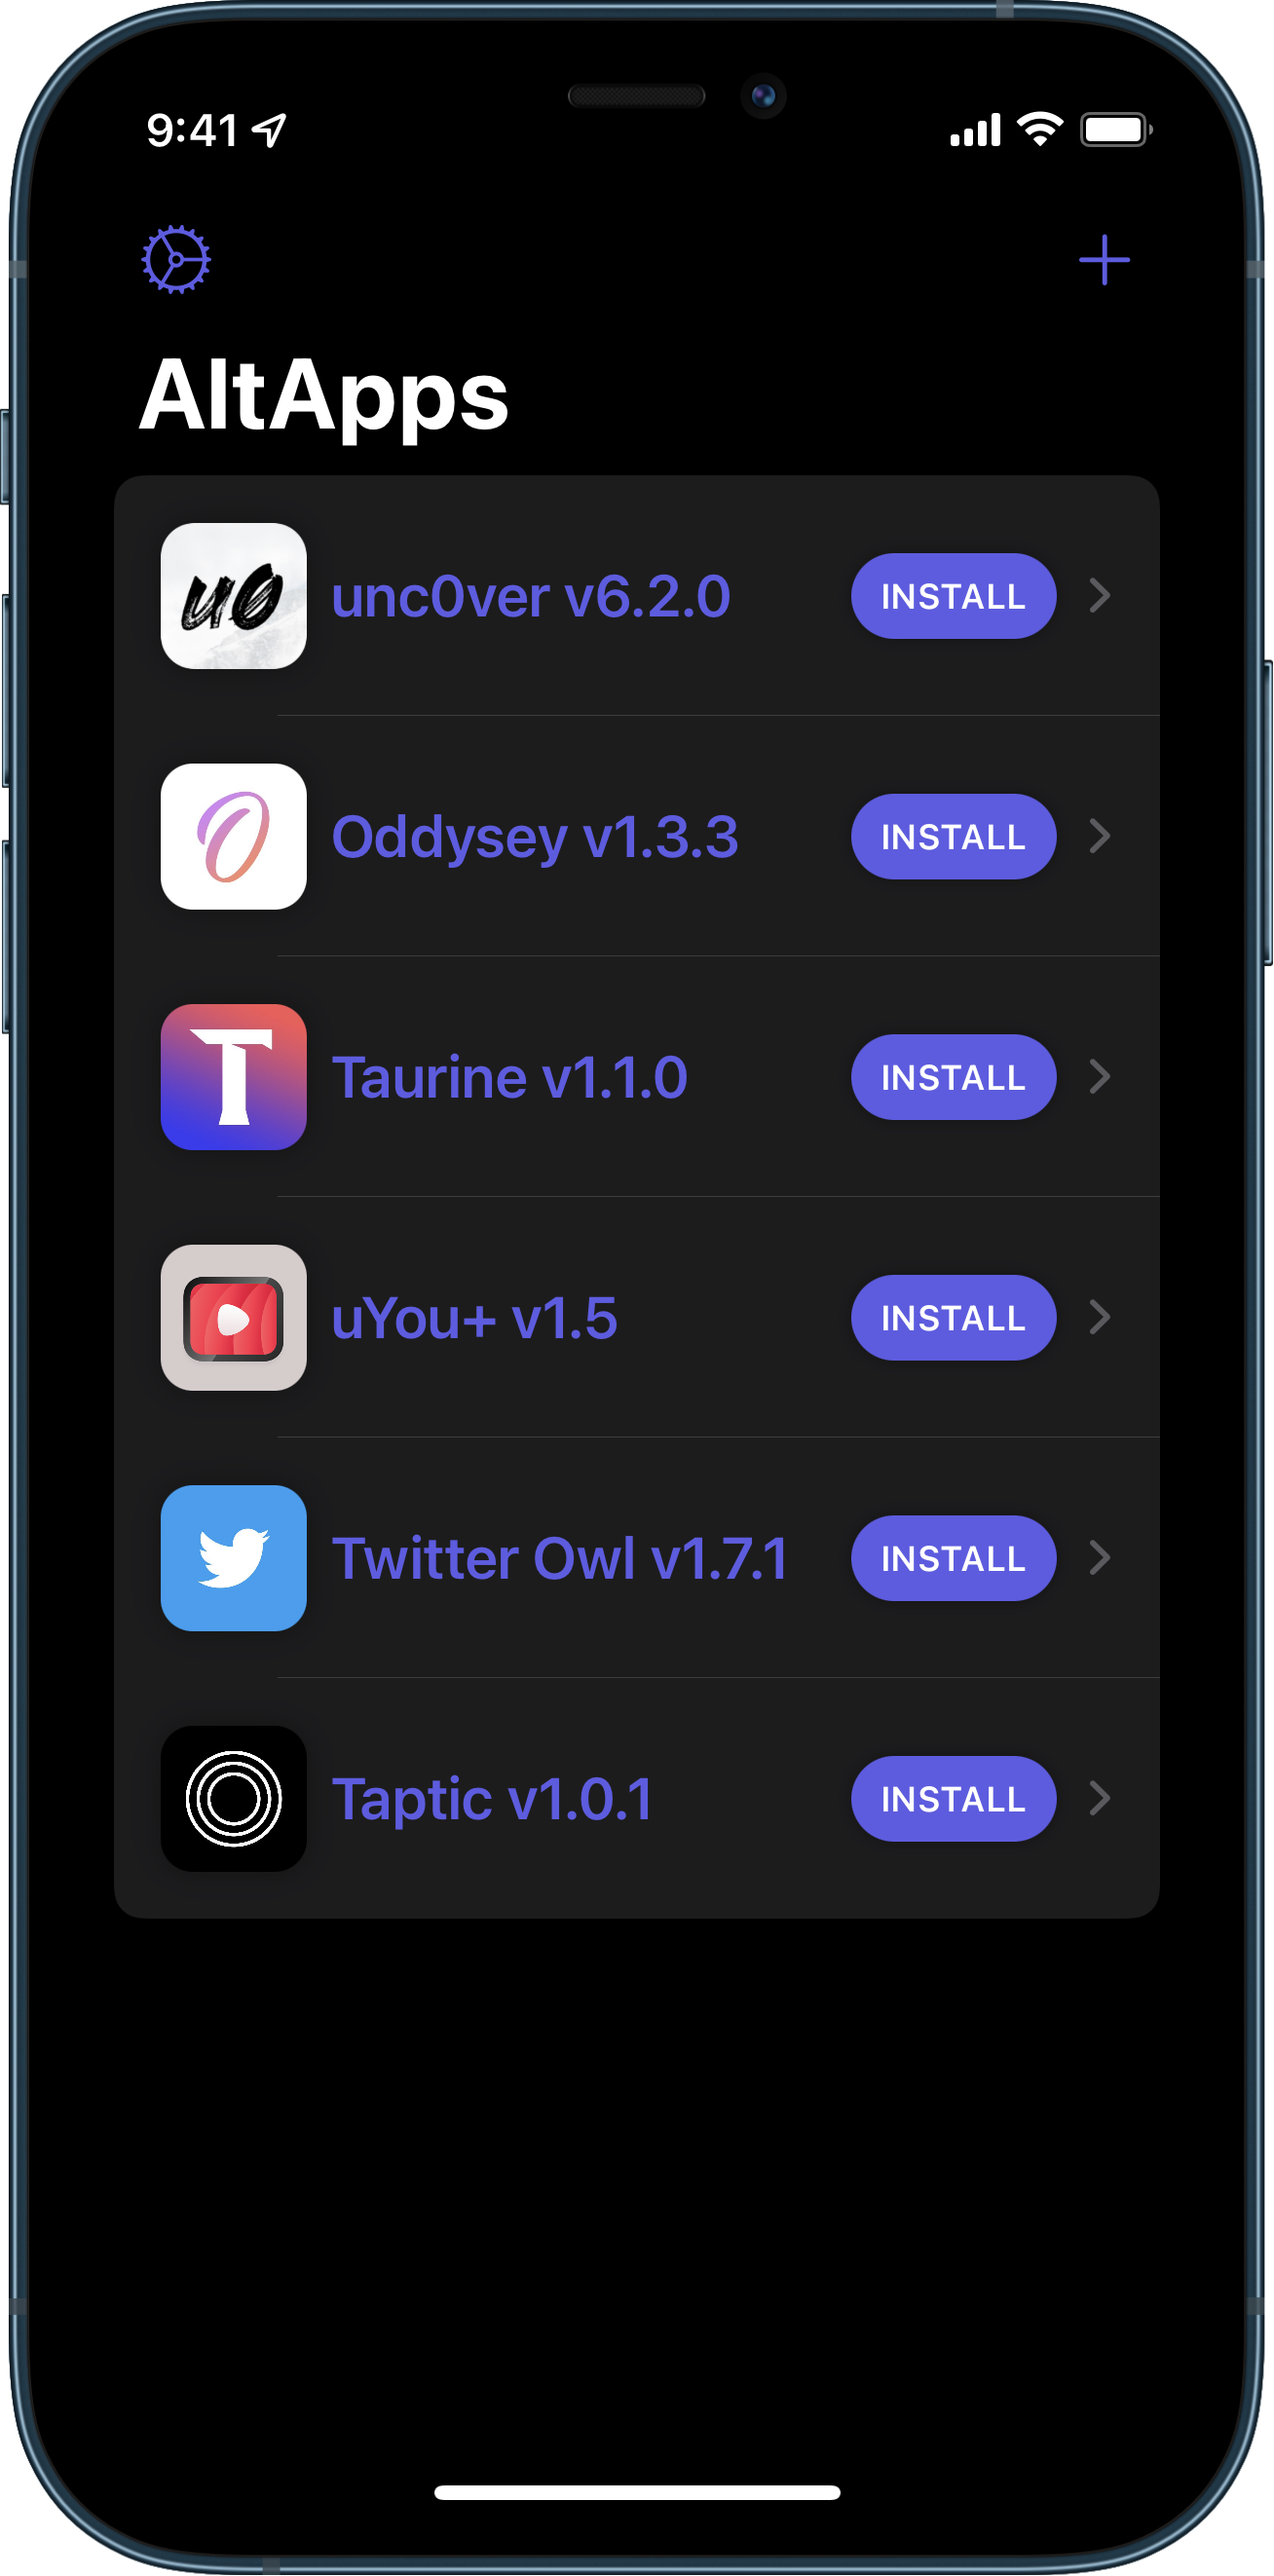 9:41
AltApps
u0
unc0ver v6.2.0
INSTALL
O
Oddysey v1.3.3
INSTALL
T
Taurine v1.1.0
INSTALL
uYou+ v1.5
INSTALL
Twitter Owl v1.7.1
INSTALL
Taptic v1.0.1
INSTALL